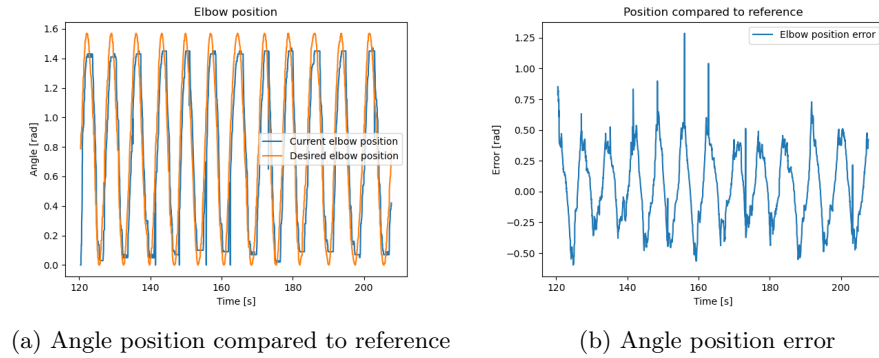 Elbow position
1.6
1.4
1.2
1.0
0.8
0.6
0.4
0.2
0.0
Angle [rad]
Current elbow position
Desired elbow position
120 140 160 180 200
Time [s]
(a) Angle position compared to reference
Position compared to reference
1.25
1.00
0.75
0.50
0.25
0.00
−0.25
−0.50
Error [rad]
Elbow position error
120 140 160 180 200
Time [s]
(b) Angle position error